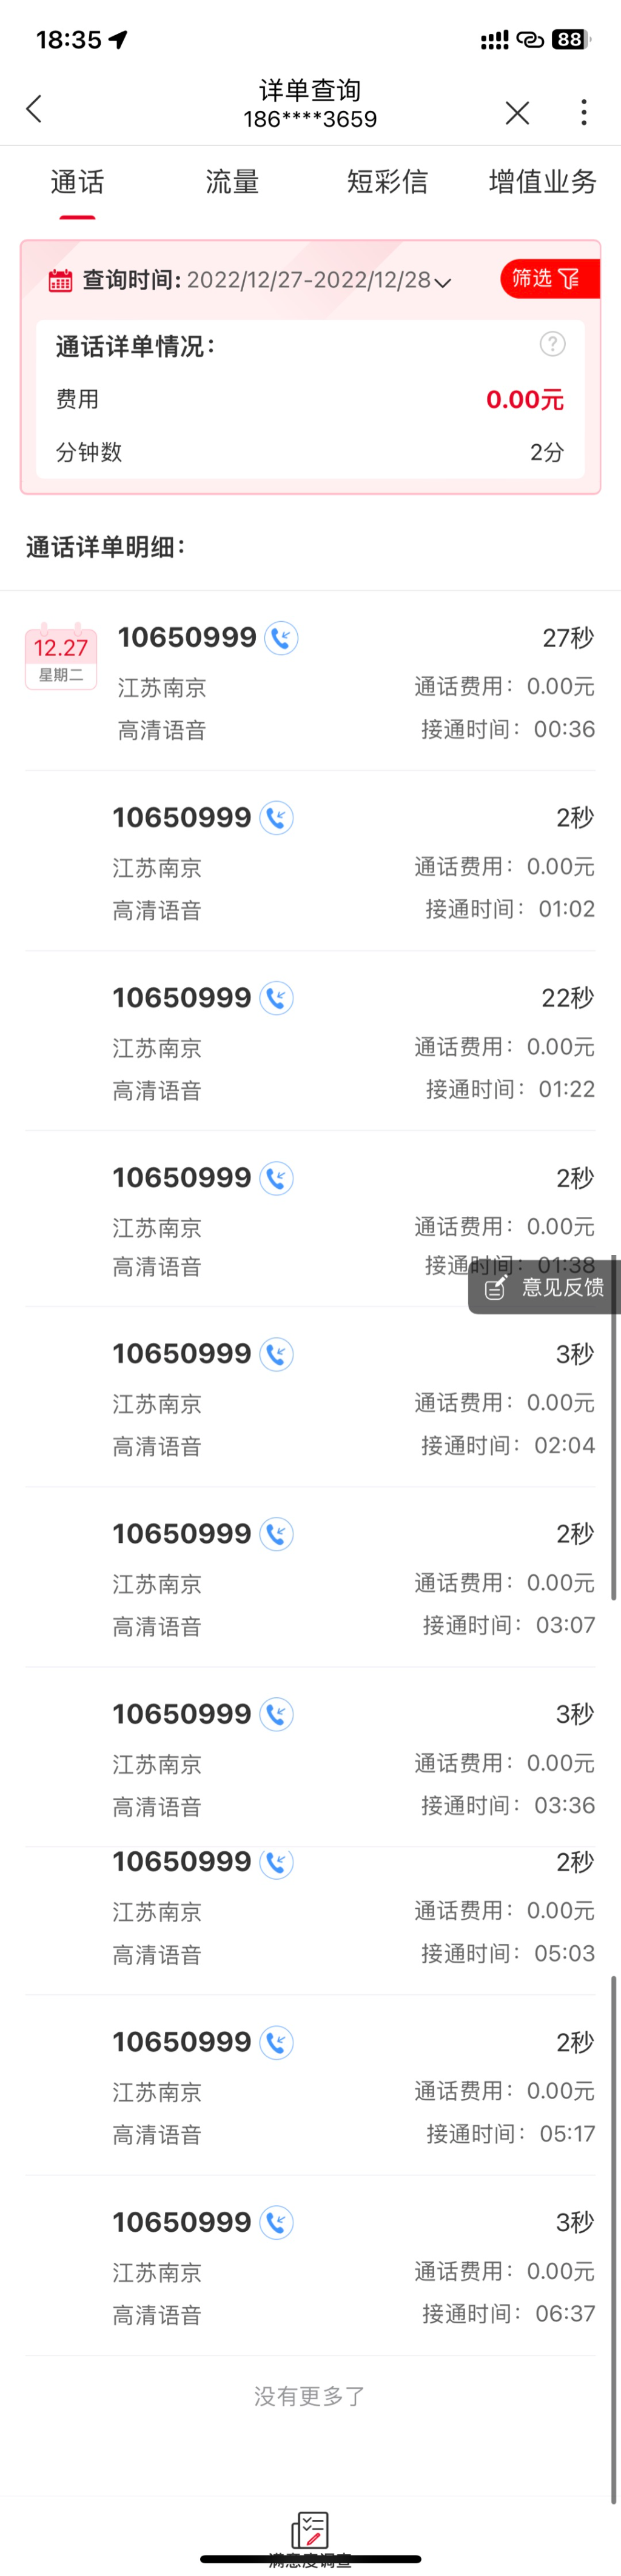 18:35
88
详单查询
186****3659
通话 流量 短彩信 增值业务
查询时间: 2022/12/27-2022/12/28 筛选
通话详单情况： ?
费用 0.00元
分钟数 2分
通话详单明细：
12.27 10650999 27秒
星期二 江苏南京 通话费用：0.00元
高清语音 接通时间：00:36
10650999 2秒
江苏南京 通话费用：0.00元
高清语音 接通时间：01:02
10650999 22秒
江苏南京 通话费用：0.00元
高清语音 接通时间：01:22
10650999 2秒
江苏南京 通话费用：0.00元
高清语音 接通时间：01:38
意见反馈
10650999 3秒
江苏南京 通话费用：0.00元
高清语音 接通时间：02:04
10650999 2秒
江苏南京 通话费用：0.00元
高清语音 接通时间：03:07
10650999 3秒
江苏南京 通话费用：0.00元
高清语音 接通时间：03:36
10650999 2秒
江苏南京 通话费用：0.00元
高清语音 接通时间：05:03
10650999 2秒
江苏南京 通话费用：0.00元
高清语音 接通时间：05:17
10650999 3秒
江苏南京 通话费用：0.00元
高清语音 接通时间：06:37
没有更多了
满意度调查